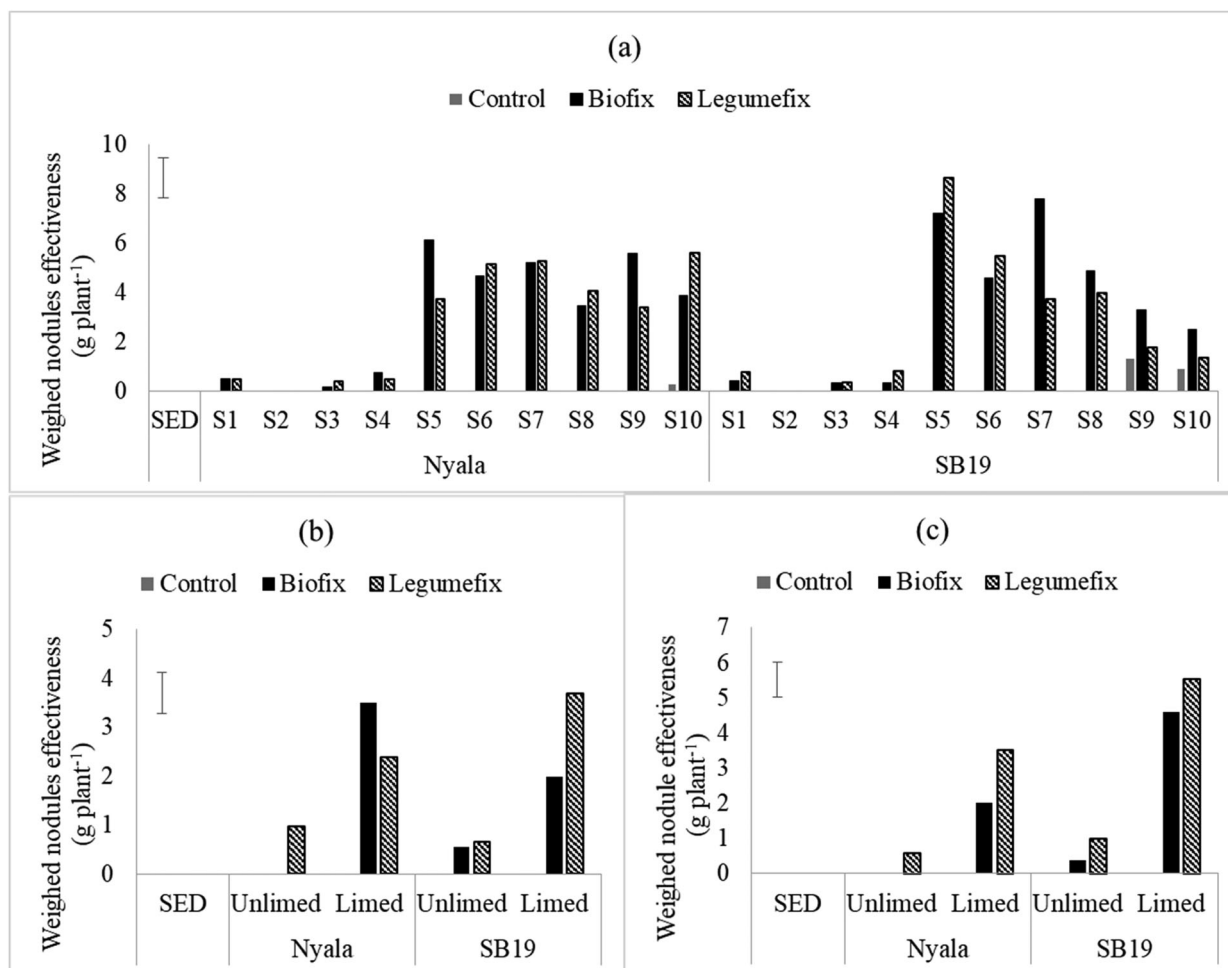 (a)
Control Biofix Legumefix
Weighed nodules effectiveness
(g plant⁻¹)
10
8
6
4
2
0
SED S1 S2 S3 S4 S5 S6 S7 S8 S9 S10 S1 S2 S3 S4 S5 S6 S7 S8 S9 S10
Nyala SB19
(b)
Control Biofix Legumefix
Weighed nodules effectiveness
(g plant⁻¹)
5
4
3
2
1
0
SED Unlimed Limed Unlimed Limed
Nyala SB19
(c)
Control Biofix Legumefix
Weighed nodule effectiveness
(g plant⁻¹)
7
6
5
4
3
2
1
0
SED Unlimed Limed Unlimed Limed
Nyala SB19